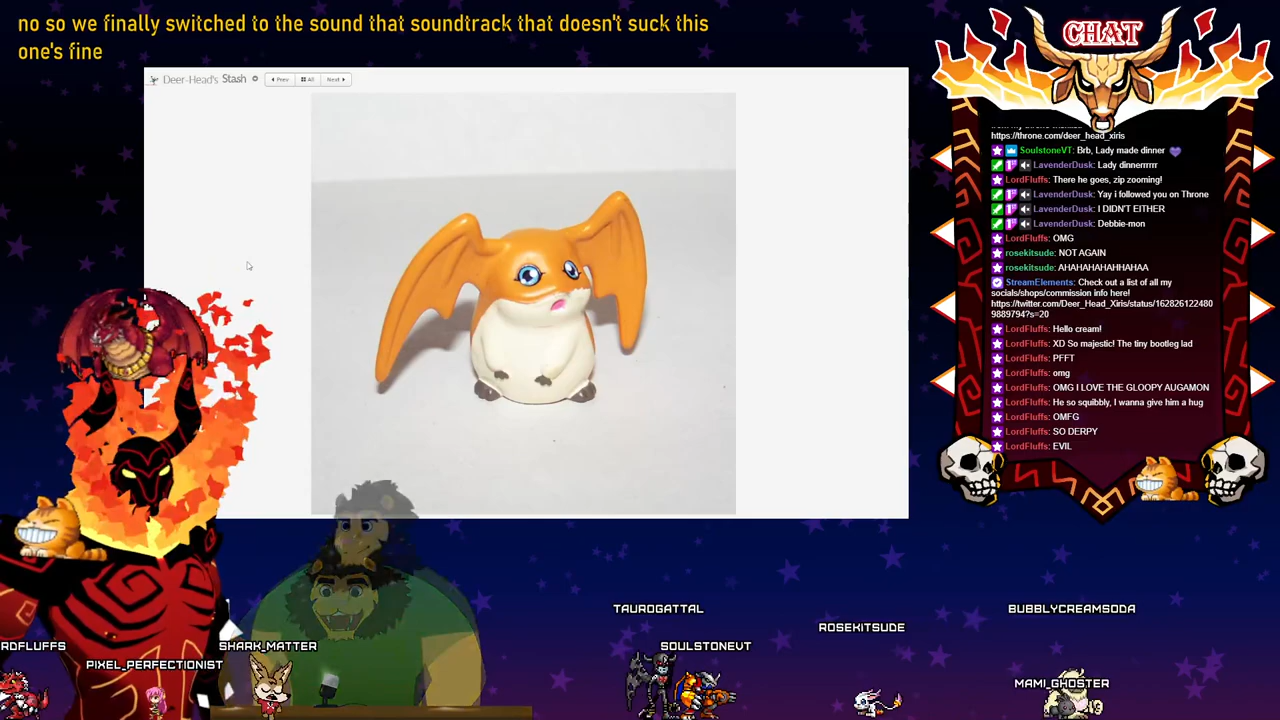 no so we finally switched to the sound that soundtrack that doesn't suck this
one's fine
Deer-Head's Stash
Prev
All
Next
CHAT
https://throne.com/deer_head_xiris
SoulstoneVT: Brb, Lady made dinner
LavenderDusk: Lady dinnerrrrr
LordFluffs: There he goes, zip zooming!
LavenderDusk: Yay i followed you on Throne
LavenderDusk: I DIDN'T EITHER
LavenderDusk: Debbie-mon
LordFluffs: OMG
rosekitsude: NOT AGAIN
rosekitsude: AHAHAHAHAHHAHAA
StreamElements: Check out a list of all my
socials/shops/commission info here!
https://twitter.com/Deer_Head_Xiris/status/162826122480
9889794?s=20
LordFluffs: Hello cream!
LordFluffs: XD So majestic! The tiny bootleg lad
LordFluffs: PFFT
LordFluffs: omg
LordFluffs: OMG I LOVE THE GLOOPY AUGAMON
LordFluffs: He so squibbly, I wanna give him a hug
LordFluffs: OMFG
LordFluffs: SO DERPY
LordFluffs: EVIL
TAUROGATTAL
BUBBLYCREAMSODA
ROSEKITSUDE
RDFLUFFS
SHARK_MATTER
SOULSTONEVT
PIXEL_PERFECTIONIST
MAMI_GHOSTER